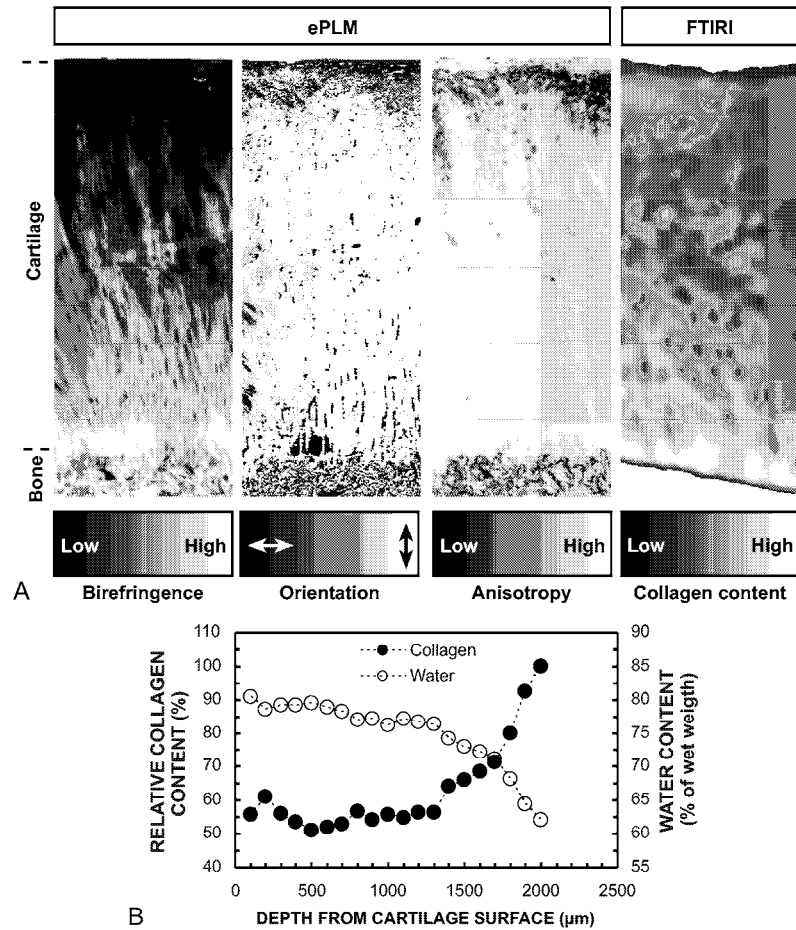 ePLM
FTIRI
Cartilage
Bone
Low High
Low High
Low High
A
Birefringence
Orientation
Anisotropy
Collagen content
RELATIVE COLLAGEN
CONTENT (%)
110
100
90
80
70
60
50
40
Collagen
Water
90
85
80
75
70
65
60
55
WATER CONTENT
(% of wet weigth)
0 500 1000 1500 2000 2500
B
DEPTH FROM CARTILAGE SURFACE (µm)